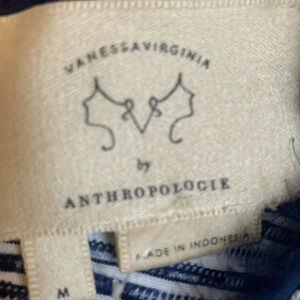 VANESSAVIRGINIA
by
ANTHROPOLOGIE
MADE IN INDONESIA
M